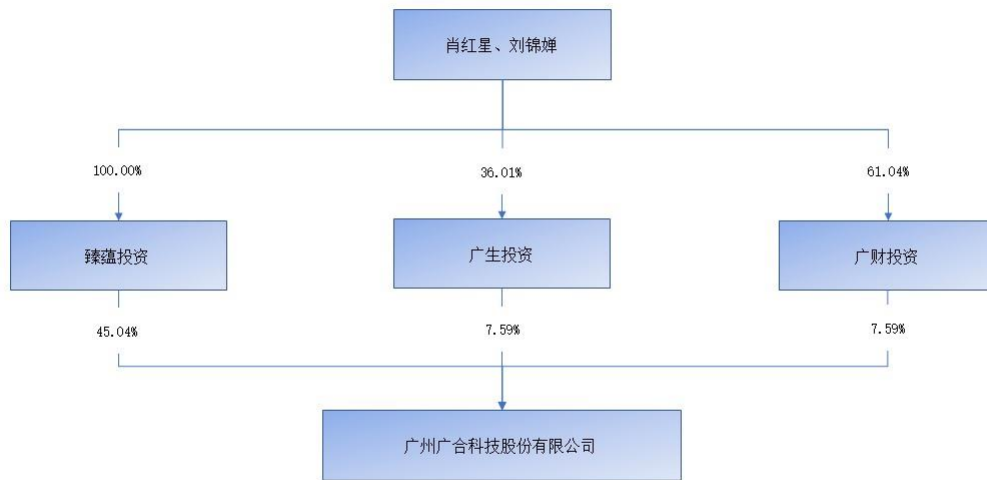 肖红星、刘锦婵
100.00%
36.01%
61.04%
臻蕴投资
广生投资
广财投资
45.04%
7.59%
7.59%
广州广合科技股份有限公司